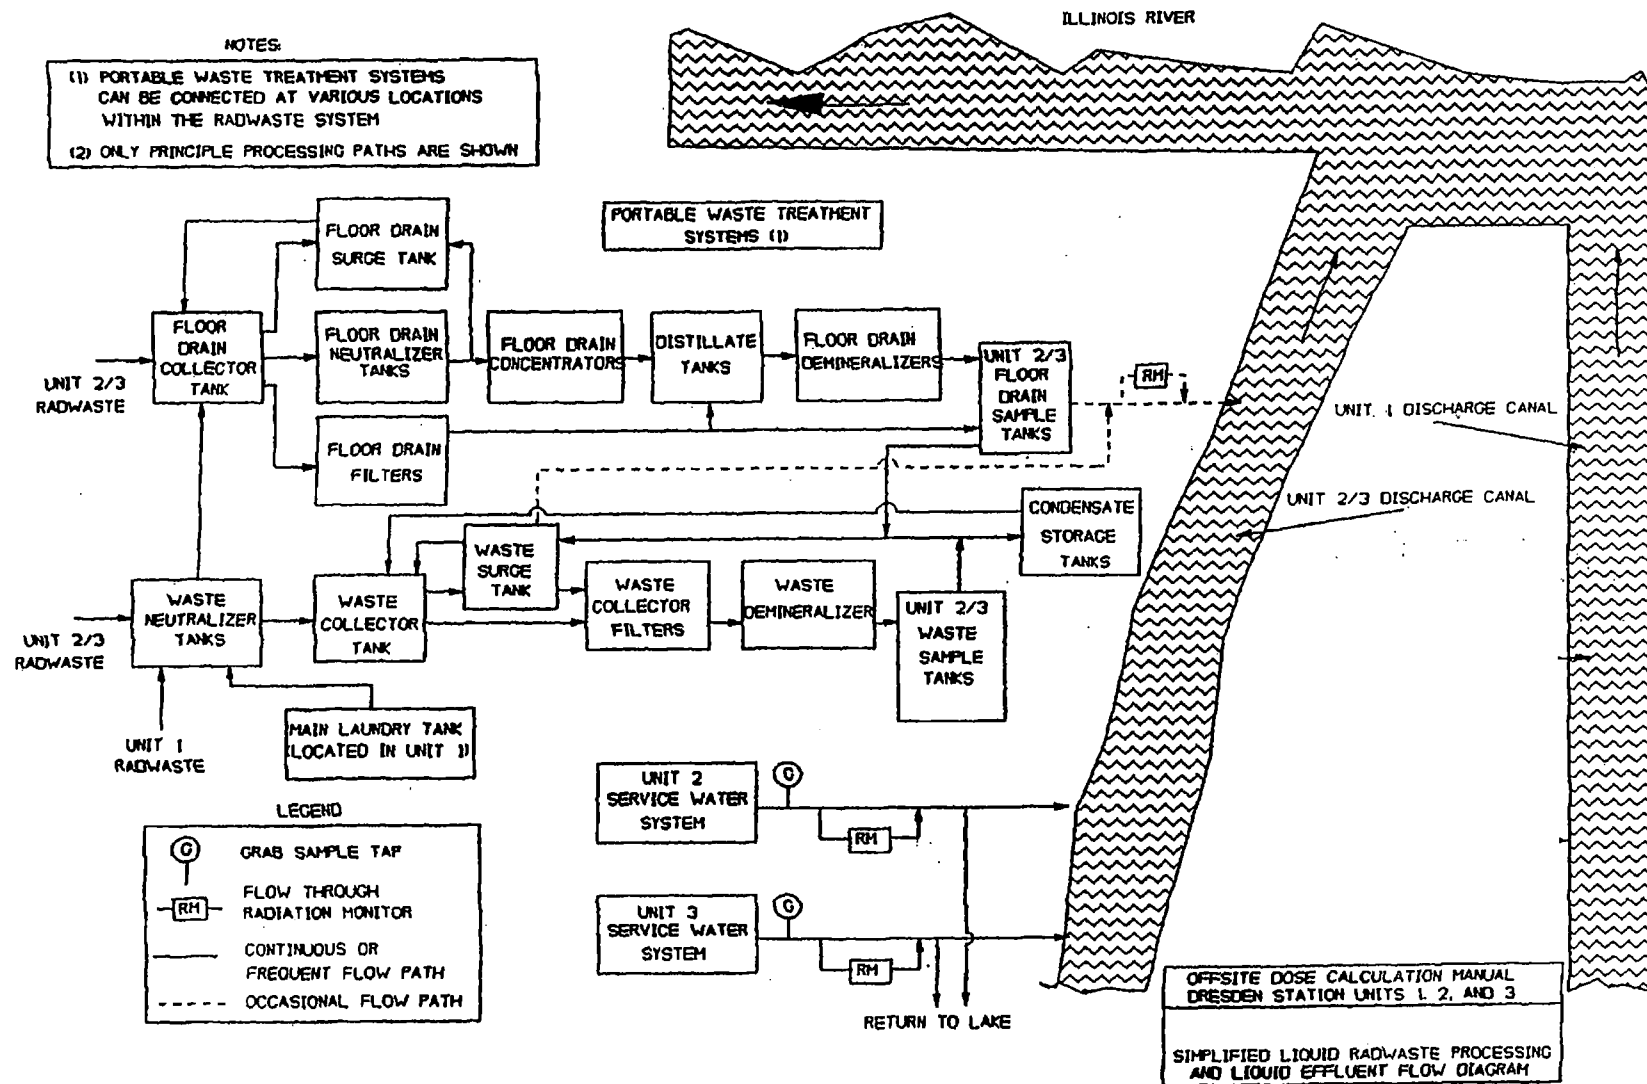 ILLINOIS RIVER
NOTES:
(1) PORTABLE WASTE TREATMENT SYSTEMS
CAN BE CONNECTED AT VARIOUS LOCATIONS
WITHIN THE RADWASTE SYSTEM
(2) ONLY PRINCIPLE PROCESSING PATHS ARE SHOWN
PORTABLE WASTE TREATMENT
SYSTEMS (1)
FLOOR DRAIN
SURGE TANK
FLOOR
DRAIN
COLLECTOR
TANK
UNIT 2/3
RADWASTE
FLOOR DRAIN
NEUTRALIZER
TANKS
FLOOR DRAIN
CONCENTRATORS
DISTILLATE
TANKS
FLOOR DRAIN
DEMINERALIZERS
UNIT 2/3
FLOOR
DRAIN
SAMPLE
TANKS
RM
FLOOR DRAIN
FILTERS
UNIT 1 DISCHARGE CANAL
UNIT 2/3 DISCHARGE CANAL
CONDENSATE
STORAGE
TANKS
WASTE
SURGE
TANK
WASTE
NEUTRALIZER
TANKS
UNIT 2/3
RADWASTE
WASTE
COLLECTOR
TANK
WASTE
COLLECTOR
FILTERS
WASTE
DEMINERALIZER
UNIT 2/3
WASTE
SAMPLE
TANKS
UNIT 1
RADWASTE
MAIN LAUNDRY TANK
(LOCATED IN UNIT 1)
LEGEND
G GRAB SAMPLE TAP
RM FLOW THROUGH
RADIATION MONITOR
CONTINUOUS OR
FREQUENT FLOW PATH
OCCASIONAL FLOW PATH
UNIT 2
SERVICE WATER
SYSTEM
G
RM
UNIT 3
SERVICE WATER
SYSTEM
G
RM
RETURN TO LAKE
OFFSITE DOSE CALCULATION MANUAL
DRESDEN STATION UNITS 1, 2, AND 3
SIMPLIFIED LIQUID RADWASTE PROCESSING
AND LIQUID EFFLUENT FLOW DIAGRAM